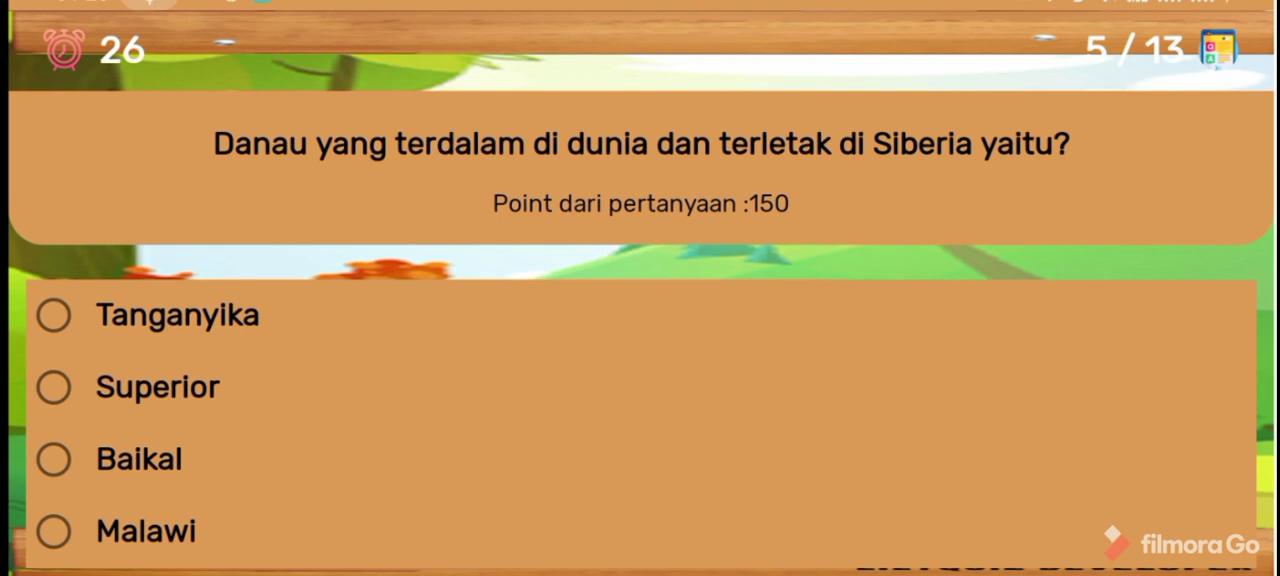 26
5 / 13
Danau yang terdalam di dunia dan terletak di Siberia yaitu?
Point dari pertanyaan :150
Tanganyika
Superior
Baikal
Malawi
filmora Go